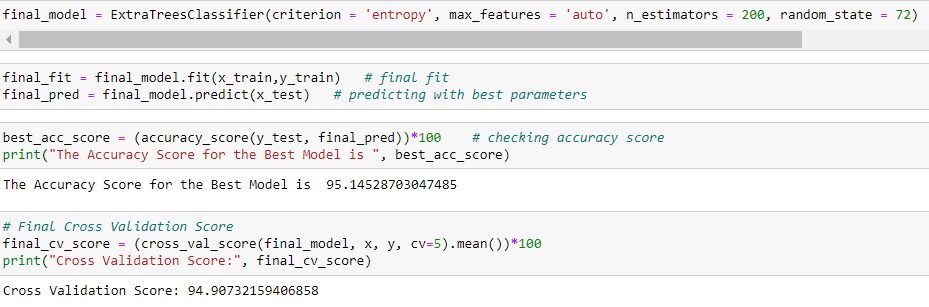 final_model = ExtraTreesClassifier(criterion = 'entropy', max_features = 'auto', n_estimators = 200, random_state = 72)
final_fit = final_model.fit(x_train,y_train)   # final fit
final_pred = final_model.predict(x_test)   # predicting with best parameters
best_acc_score = (accuracy_score(y_test, final_pred))*100    # checking accuracy score
print("The Accuracy Score for the Best Model is ", best_acc_score)
The Accuracy Score for the Best Model is  95.14528703047485
# Final Cross Validation Score
final_cv_score = (cross_val_score(final_model, x, y, cv=5).mean())*100
print("Cross Validation Score:", final_cv_score)
Cross Validation Score: 94.90732159406858